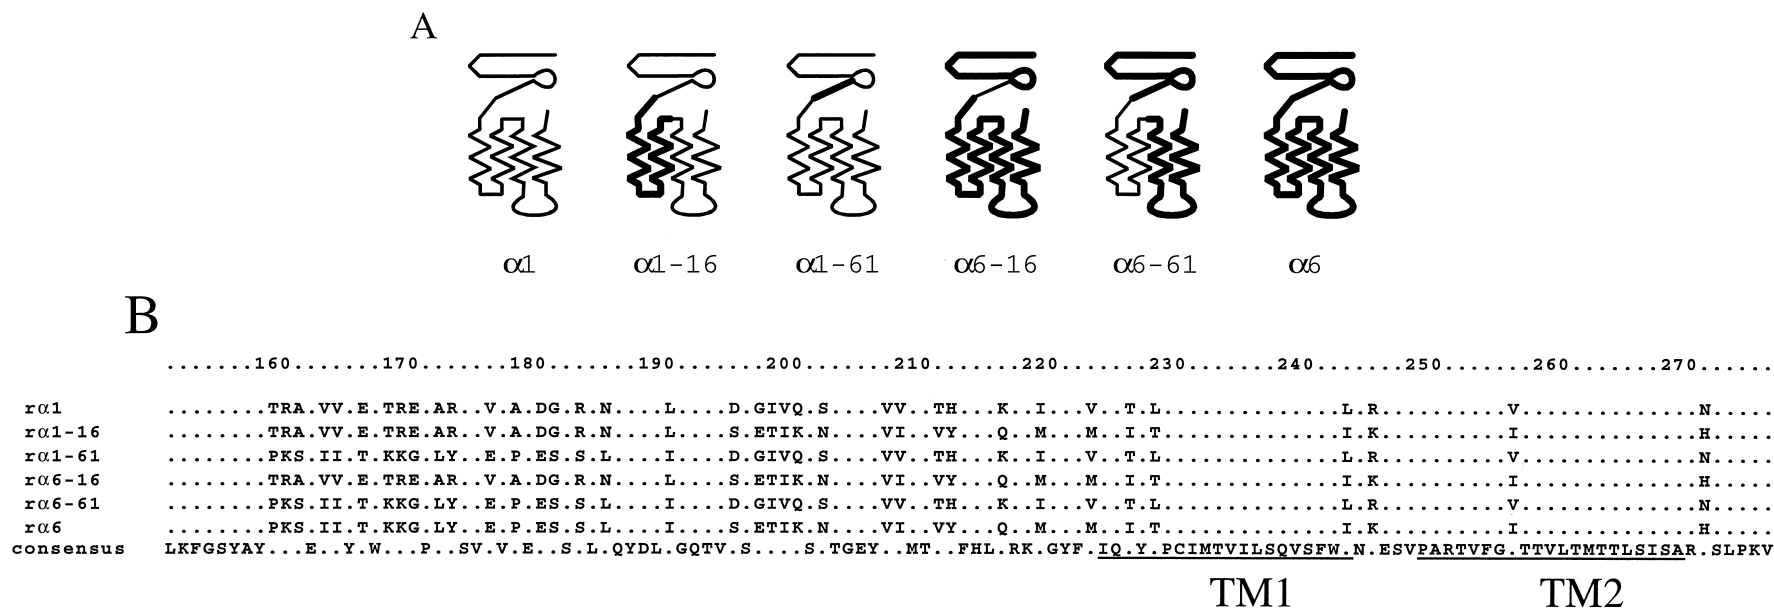 A
α1 α1-16 α1-61 α6-16 α6-61 α6
B
.......160.......170.......180.......190.......200.......210.......220.......230.......240.......250.......260.......270......
rα1 ........TRA.VV.E.TRE.AR..V.A.DG.R.N....L....D.GIVQ.S....VV..TH...K..I...V..T.L..............L.R..........V..............N.....
rα1-16 ........TRA.VV.E.TRE.AR..V.A.DG.R.N....L....S.ETIK.N....VI..VY...Q..M...M..I.T..............I.K..........I..............H.....
rα1-61 ........PKS.II.T.KKG.LY..E.P.ES.S.L....I....D.GIVQ.S....VV..TH...K..I...V..T.L..............L.R..........V..............N.....
rα6-16 ........TRA.VV.E.TRE.AR..V.A.DG.R.N....L....S.ETIK.N....VI..VY...Q..M...M..I.T..............I.K..........I..............H.....
rα6-61 ........PKS.II.T.KKG.LY..E.P.ES.S.L....I....D.GIVQ.S....VV..TH...K..I...V..T.L..............L.R..........V..............N.....
rα6 ........PKS.II.T.KKG.LY..E.P.ES.S.L....I....S.ETIK.N....VI..VY...Q..M...M..I.T..............I.K..........I..............H.....
consensus LKFGSYAY...E..Y.W...P..SV.V.E..S.L.QYDL.GQTV.S....S.TGEY..MT..FHL.RK.GYF.IQ.Y.PCIMTVILSQVSFW.N.ESVPARTVFG.TTVLTMTTLSISAR.SLPKV
TM1 TM2